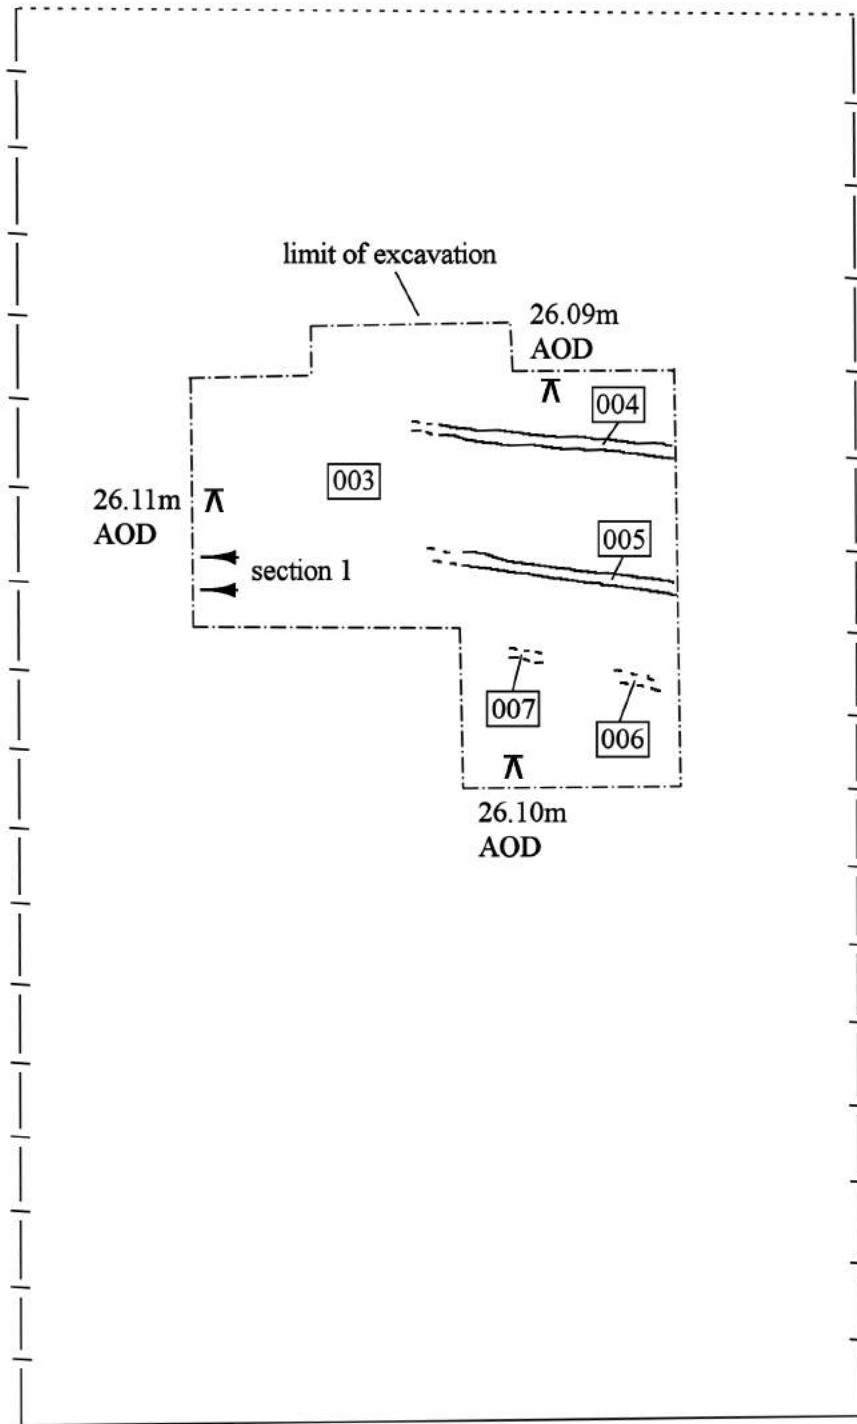 limit of excavation
26.09m
AOD
004
003
26.11m
AOD
005
section 1
007
006
26.10m
AOD